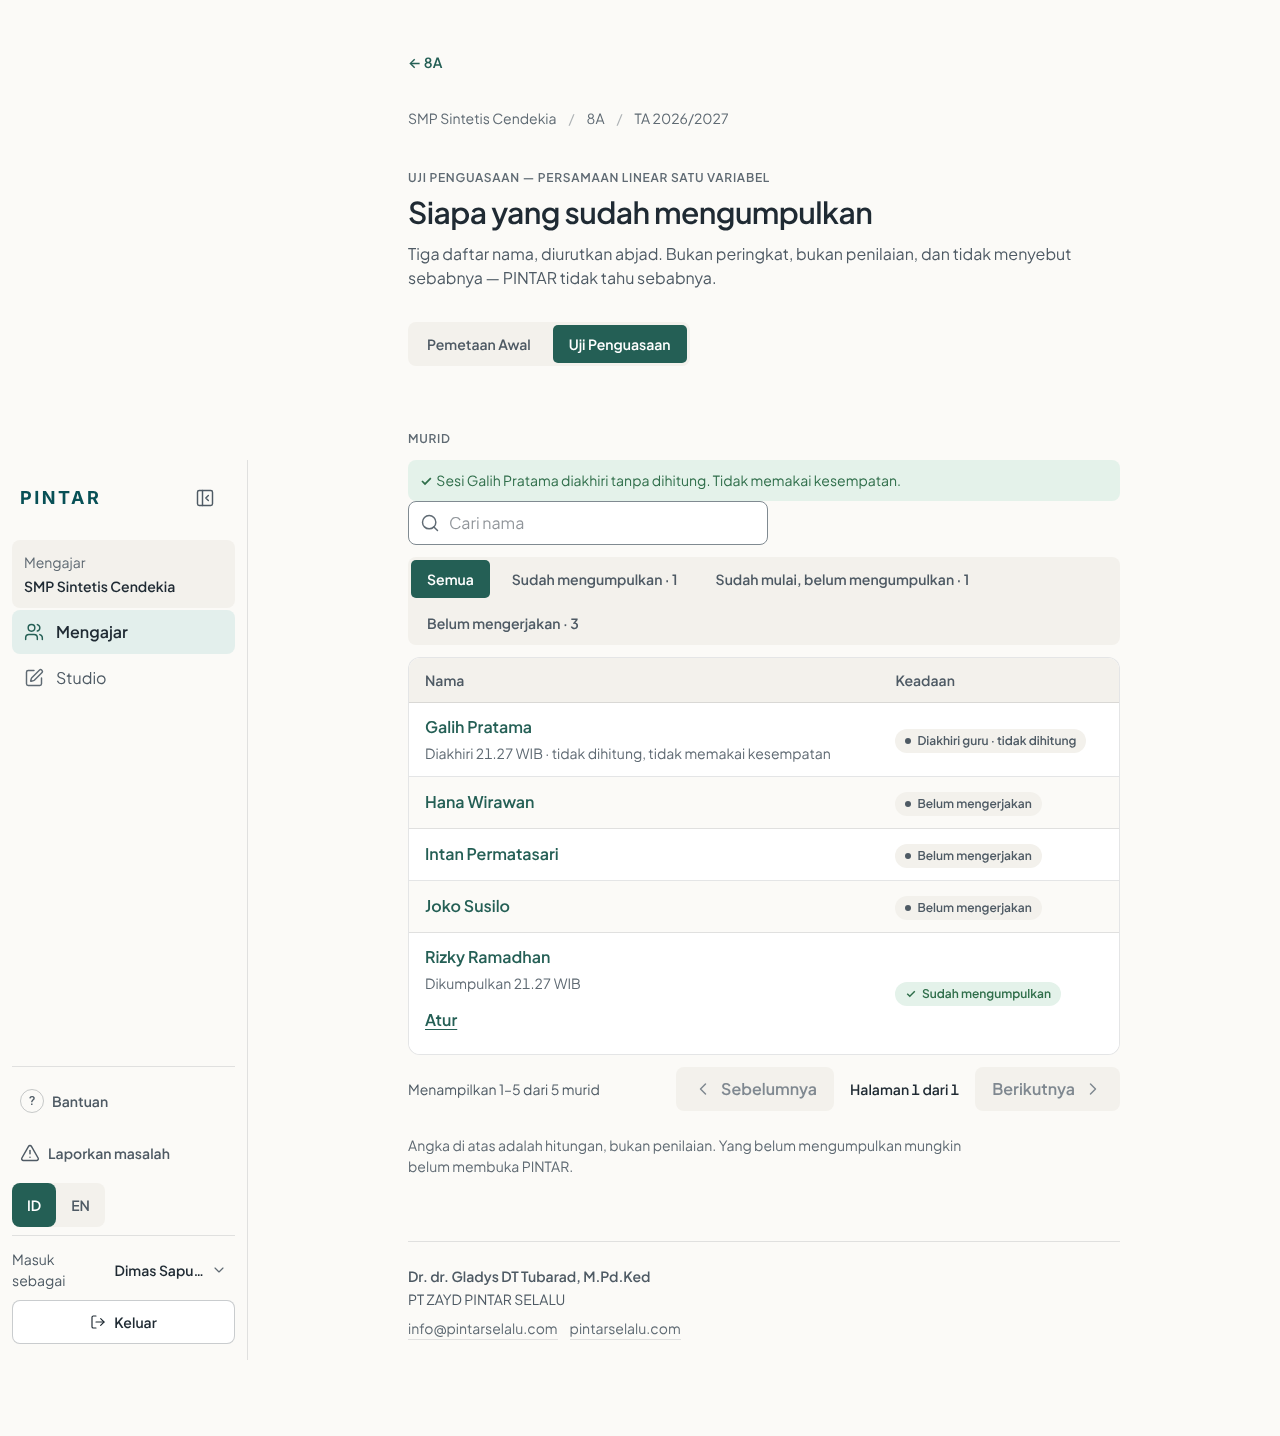 ← 8A
SMP Sintetis Cendekia / 8A / TA 2026/2027
UJI PENGUASAAN — PERSAMAAN LINEAR SATU VARIABEL
Siapa yang sudah mengumpulkan
Tiga daftar nama, diurutkan abjad. Bukan peringkat, bukan penilaian, dan tidak menyebut
sebabnya — PINTAR tidak tahu sebabnya.
Pemetaan Awal
Uji Penguasaan
MURID
Sesi Galih Pratama diakhiri tanpa dihitung. Tidak memakai kesempatan.
Cari nama
Semua
Sudah mengumpulkan · 1
Sudah mulai, belum mengumpulkan · 1
Belum mengerjakan · 3
Nama
Keadaan
Galih Pratama
Diakhiri 21.27 WIB · tidak dihitung, tidak memakai kesempatan
Diakhiri guru · tidak dihitung
Hana Wirawan
Belum mengerjakan
Intan Permatasari
Belum mengerjakan
Joko Susilo
Belum mengerjakan
Rizky Ramadhan
Dikumpulkan 21.27 WIB
Atur
Sudah mengumpulkan
Menampilkan 1–5 dari 5 murid
Sebelumnya
Halaman 1 dari 1
Berikutnya
Angka di atas adalah hitungan, bukan penilaian. Yang belum mengumpulkan mungkin
belum membuka PINTAR.
Dr. dr. Gladys DT Tubarad, M.Pd.Ked
PT ZAYD PINTAR SELALU
info@pintarselalu.com pintarselalu.com
PINTAR
Mengajar
SMP Sintetis Cendekia
Mengajar
Studio
? Bantuan
Laporkan masalah
ID
EN
Masuk
sebagai
Dimas Sapu...
Keluar